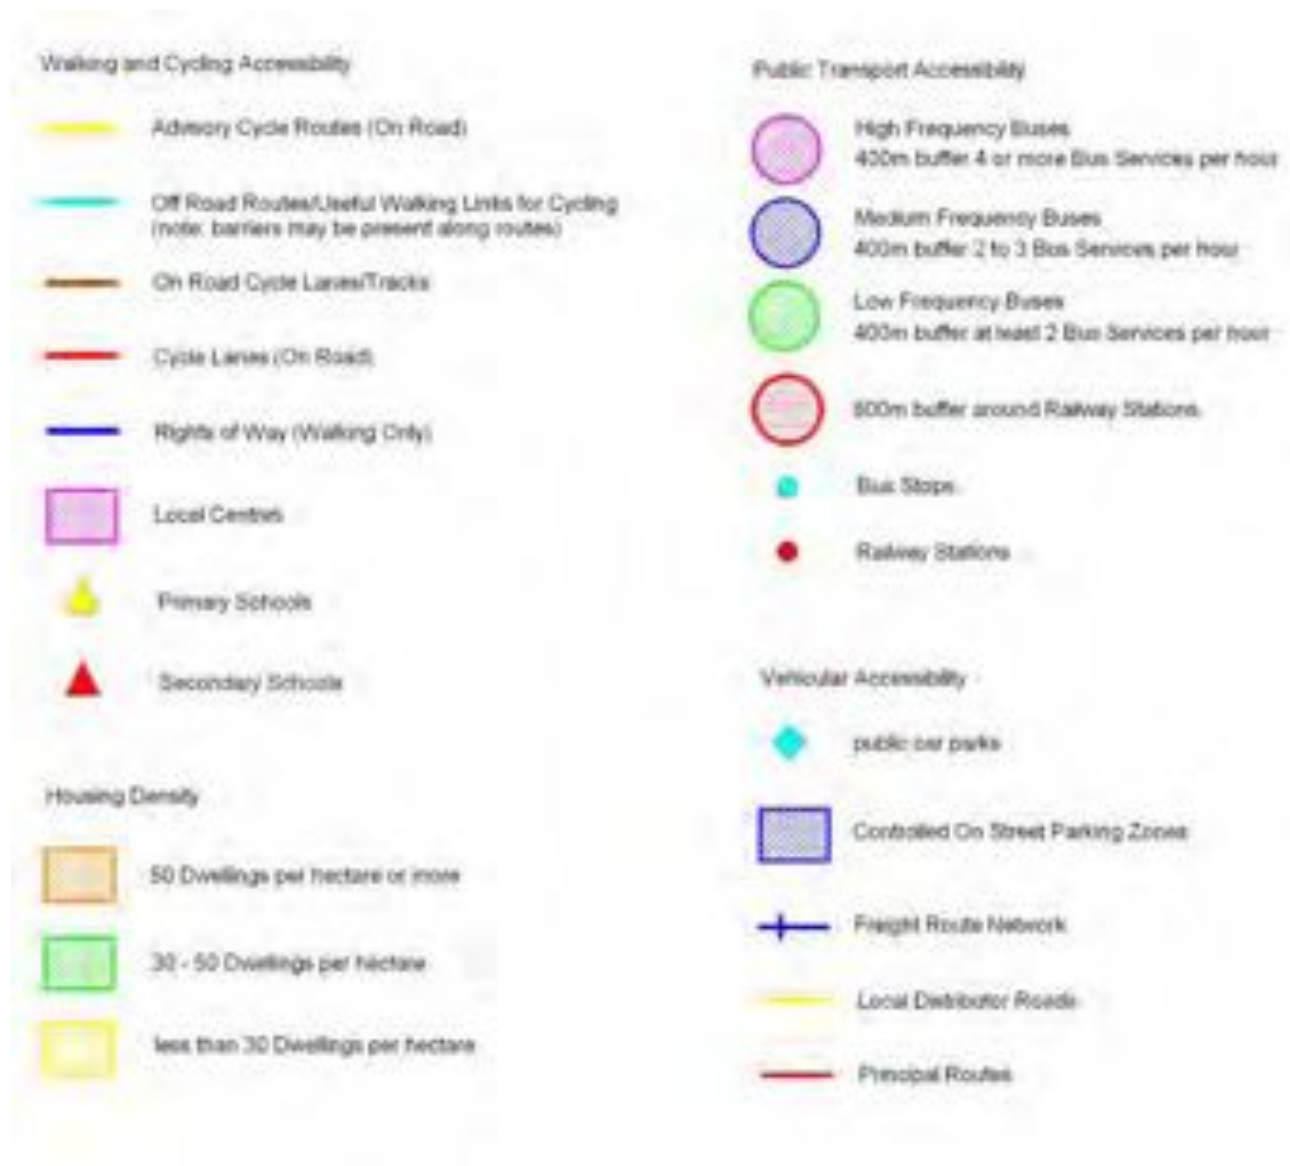 Walking and Cycling Accessibility
Advisory Cycle Routes (On Road)
Off Road Routes/Useful Walking Links for Cycling
(note: barriers may be present along routes)
On Road Cycle Lanes/Tracks
Cycle Lanes (On Road)
Rights of Way (Walking Only)
Local Centres
Primary Schools
Secondary Schools
Housing Density
50 Dwellings per hectare or more
30 - 50 Dwellings per hectare
less than 30 Dwellings per hectare
Public Transport Accessibility
High Frequency Buses
400m buffer 4 or more Bus Services per hour
Medium Frequency Buses
400m buffer 2 to 3 Bus Services per hour
Low Frequency Buses
400m buffer at least 2 Bus Services per hour
buffer around Railway Stations
Bus Stops
Railway Stations
Vehicular Accessibility
public car parks
Controlled On Street Parking Zones
Freight Route Network
Local Distributor Roads
Principal Routes